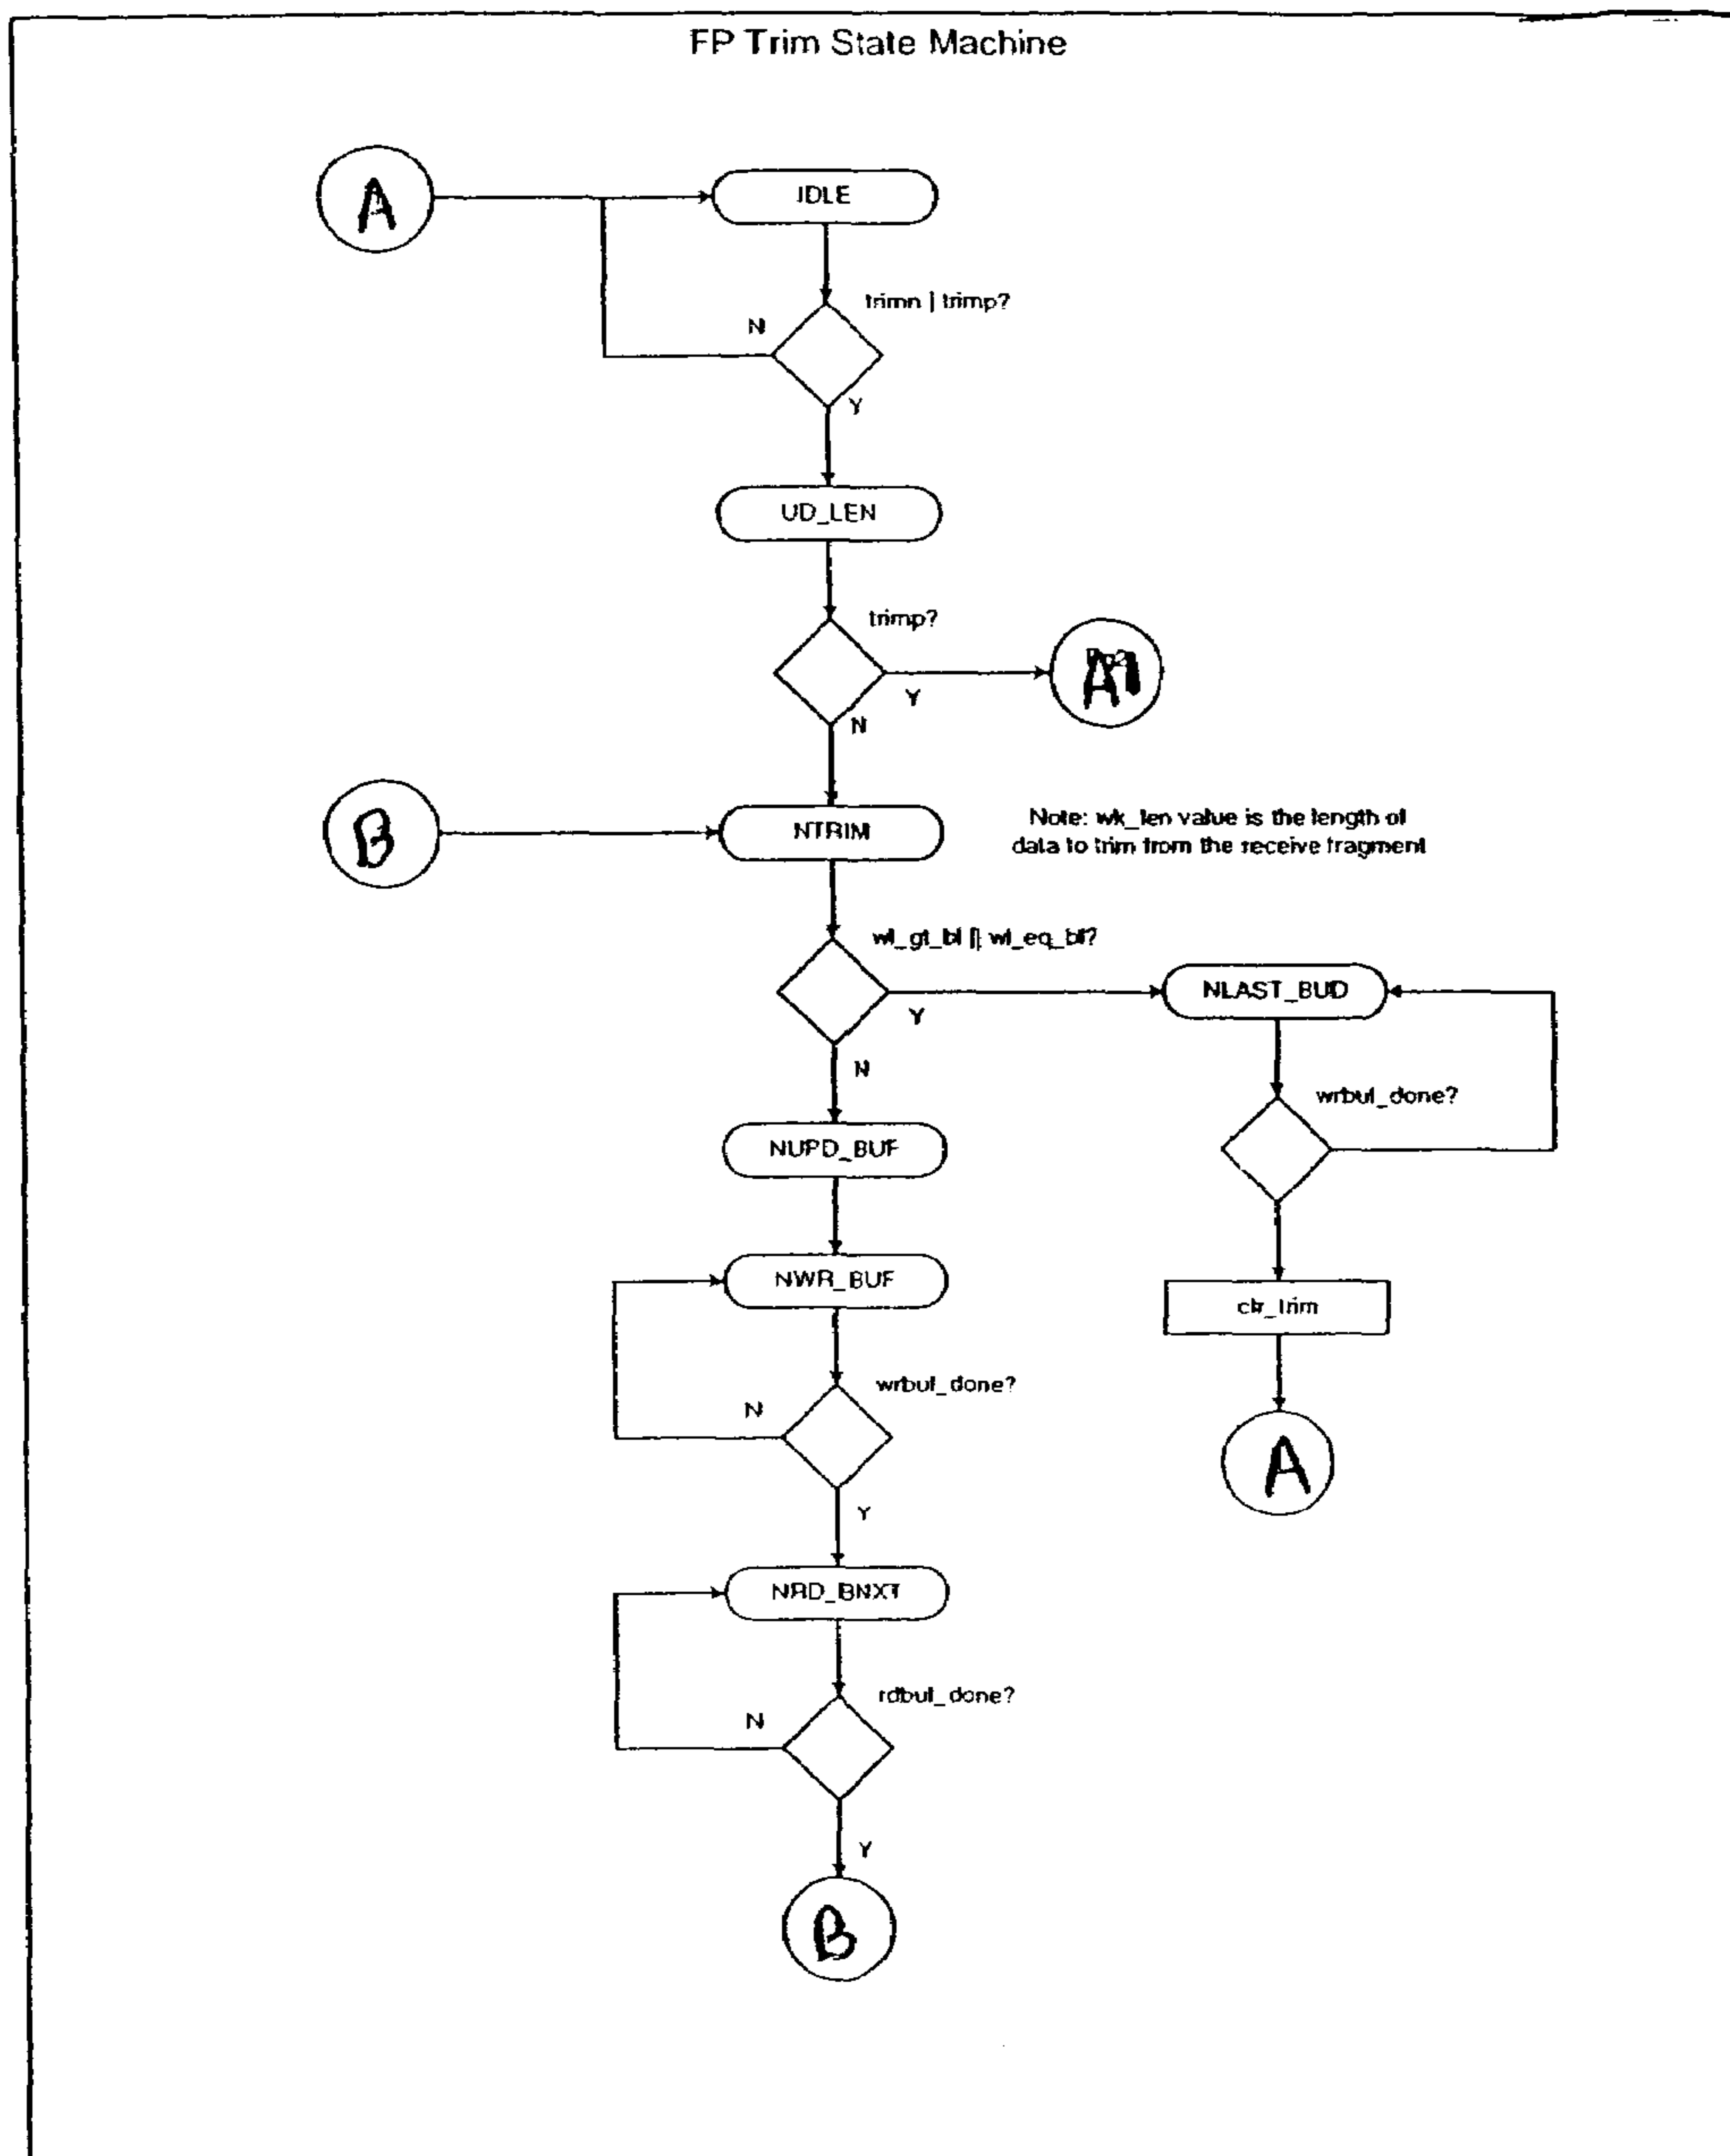 FP Trim State Machine
A
IDLE
trimn | trimp?
N
Y
UD_LEN
trimp?
A1
Y
N
B
NTRIM
Note: wk_len value is the length of
data to trim from the receive fragment
wl_gt_bl || wl_eq_bl?
NLAST_BUD
Y
N
wrbuf_done?
NUPD_BUF
NWR_BUF
clr_trim
wrbuf_done?
N
A
Y
NRD_BNXT
rdbuf_done?
N
Y
B